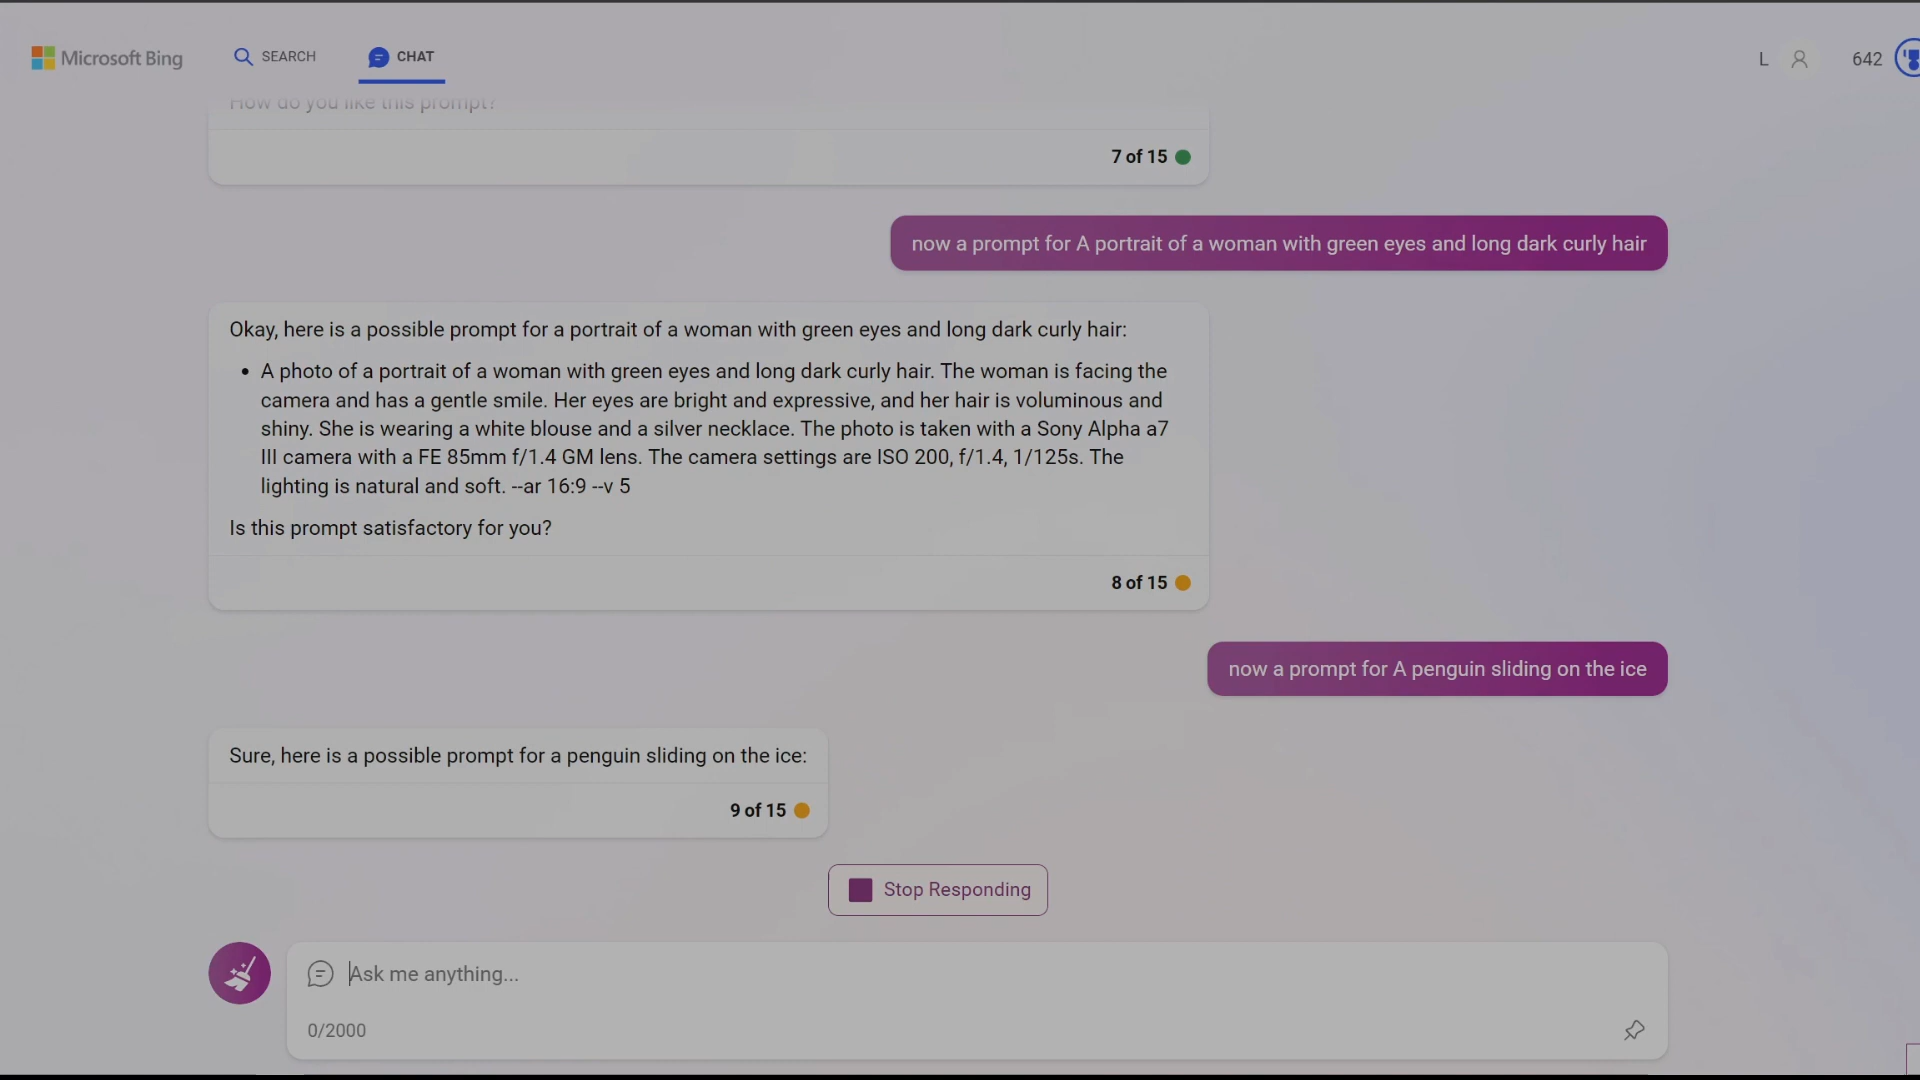 Microsoft Bing
SEARCH
CHAT
L
642
How do you like this prompt?
7 of 15
now a prompt for A portrait of a woman with green eyes and long dark curly hair
Okay, here is a possible prompt for a portrait of a woman with green eyes and long dark curly hair:
• A photo of a portrait of a woman with green eyes and long dark curly hair. The woman is facing the
camera and has a gentle smile. Her eyes are bright and expressive, and her hair is voluminous and
shiny. She is wearing a white blouse and a silver necklace. The photo is taken with a Sony Alpha a7
III camera with a FE 85mm f/1.4 GM lens. The camera settings are ISO 200, f/1.4, 1/125s. The
lighting is natural and soft. --ar 16:9 --v 5
Is this prompt satisfactory for you?
8 of 15
now a prompt for A penguin sliding on the ice
Sure, here is a possible prompt for a penguin sliding on the ice:
9 of 15
Stop Responding
Ask me anything...
0/2000